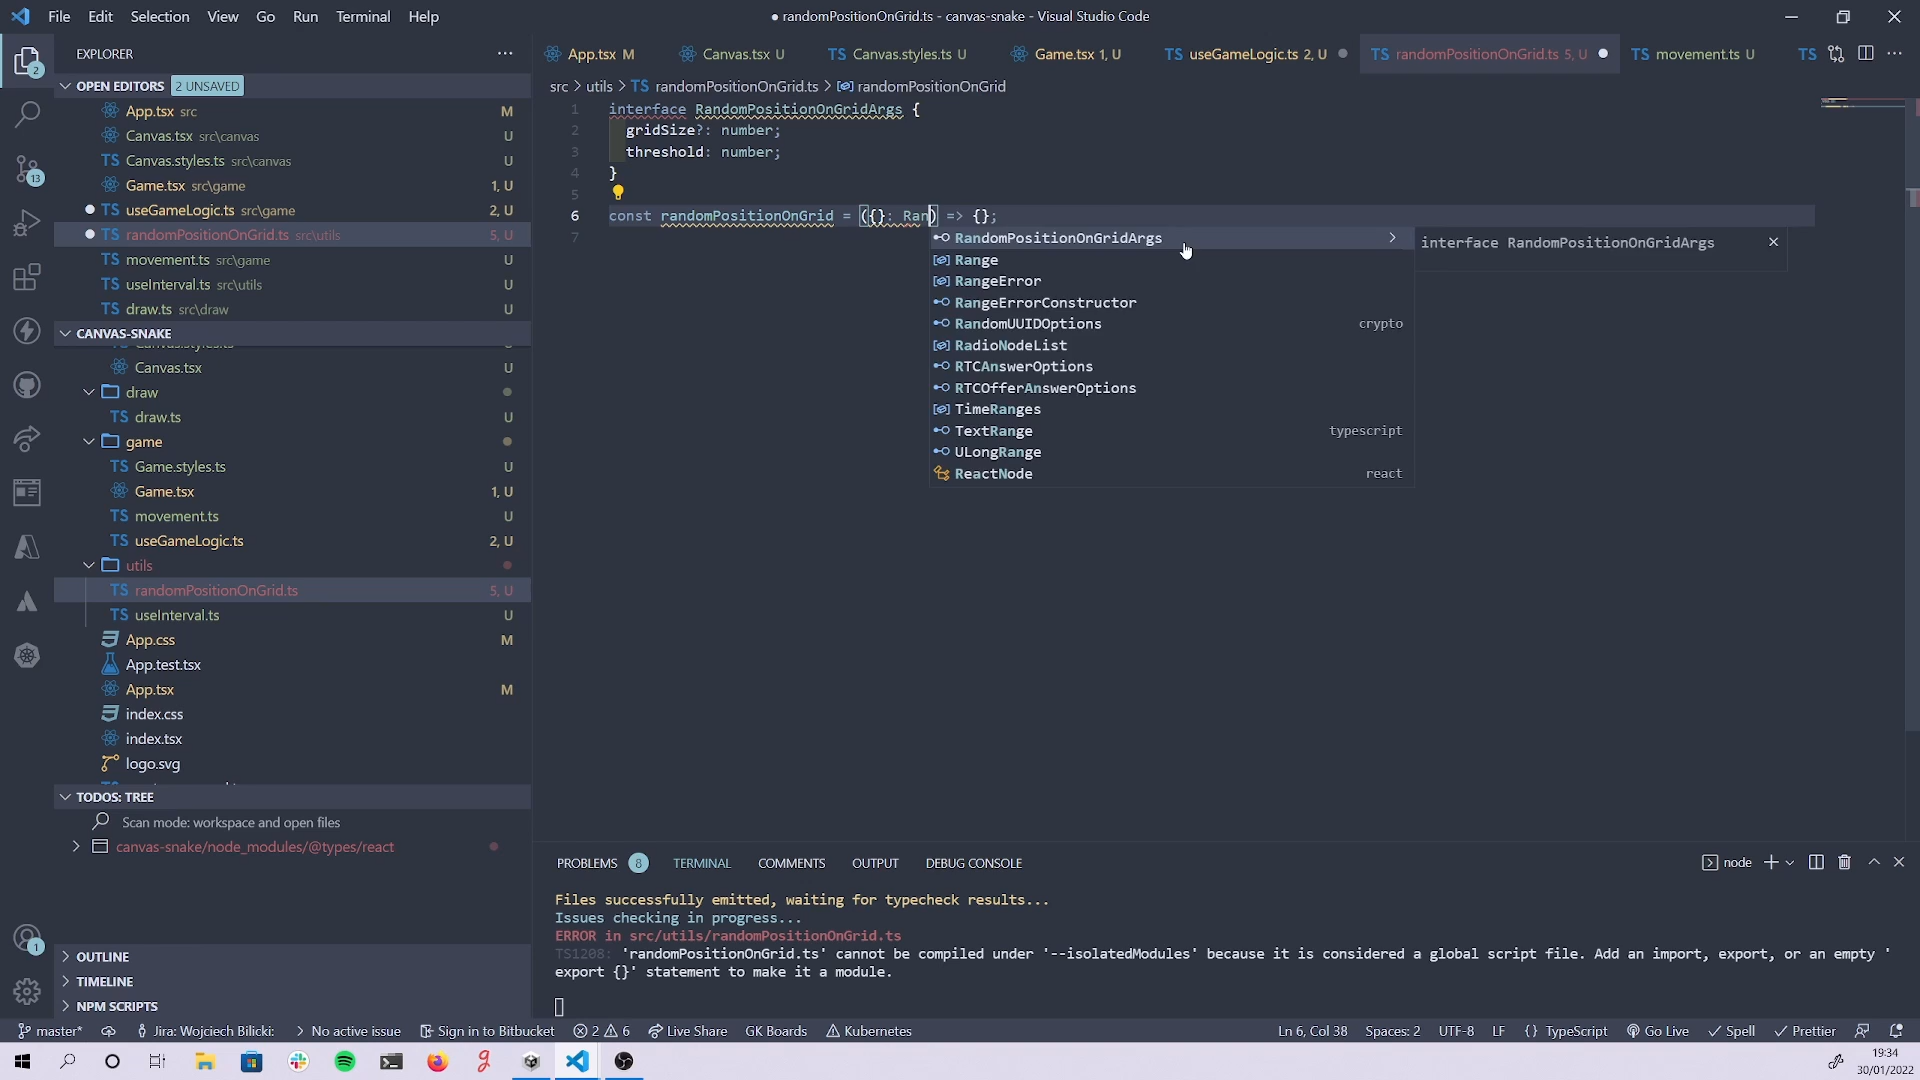 File Edit Selection View Go Run Terminal Help
● randomPositionOnGrid.ts - canvas-snake - Visual Studio Code
EXPLORER
App.tsx M
Canvas.tsx U
TS Canvas.styles.ts U
Game.tsx 1, U
TS useGameLogic.ts 2, U
TS randomPositionOnGrid.ts 5, U
TS movement.ts U
TS
OPEN EDITORS 2 UNSAVED
App.tsx src M
Canvas.tsx src\canvas U
TS Canvas.styles.ts src\canvas U
Game.tsx src\game 1, U
TS useGameLogic.ts src\game 2, U
TS randomPositionOnGrid.ts src\utils 5, U
TS movement.ts src\game U
TS useInterval.ts src\utils U
TS draw.ts src\draw U
CANVAS-SNAKE
Canvas.tsx U
draw
TS draw.ts U
game
TS Game.styles.ts U
Game.tsx 1, U
TS movement.ts U
TS useGameLogic.ts 2, U
utils
TS randomPositionOnGrid.ts 5, U
TS useInterval.ts U
App.css M
App.test.tsx
App.tsx M
index.css
index.tsx
logo.svg
TODOS: TREE
Scan mode: workspace and open files
canvas-snake/node_modules/@types/react
OUTLINE
TIMELINE
NPM SCRIPTS
2
13
1
src > utils > TS randomPositionOnGrid.ts > randomPositionOnGrid
1 interface RandomPositionOnGridArgs {
2 gridSize?: number;
3 threshold: number;
4 }
5
6 const randomPositionOnGrid = ({}: Ran) => {};
7
RandomPositionOnGridArgs
Range
RangeError
RangeErrorConstructor
RandomUUIDOptions crypto
RadioNodeList
RTCAnswerOptions
RTCOfferAnswerOptions
TimeRanges
TextRange typescript
ULongRange
ReactNode react
interface RandomPositionOnGridArgs
PROBLEMS 8 TERMINAL COMMENTS OUTPUT DEBUG CONSOLE
node
Files successfully emitted, waiting for typecheck results...
Issues checking in progress...
ERROR in src/utils/randomPositionOnGrid.ts
TS1208: 'randomPositionOnGrid.ts' cannot be compiled under '--isolatedModules' because it is considered a global script file. Add an import, export, or an empty '
export {}' statement to make it a module.
master* Jira: Wojciech Bilicki: No active issue Sign in to Bitbucket 2 6 Live Share GK Boards Kubernetes
Ln 6, Col 38 Spaces: 2 UTF-8 LF {} TypeScript Go Live Spell Prettier
19:34
30/01/2022